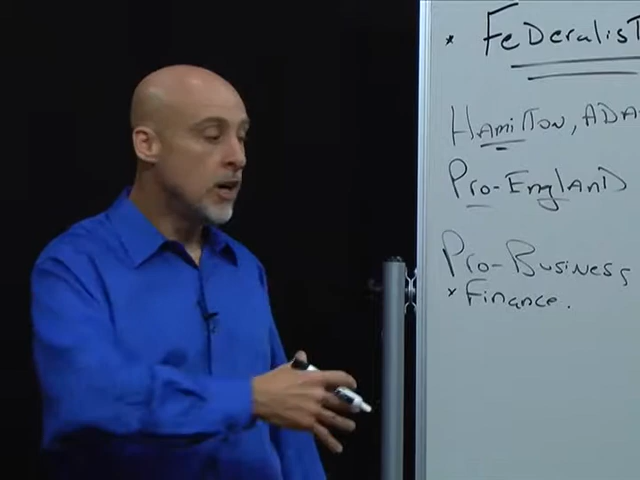 * FeDeralist
Hamilton, ADA
Pro-EnglAnD
Pro-Business
* Finance.